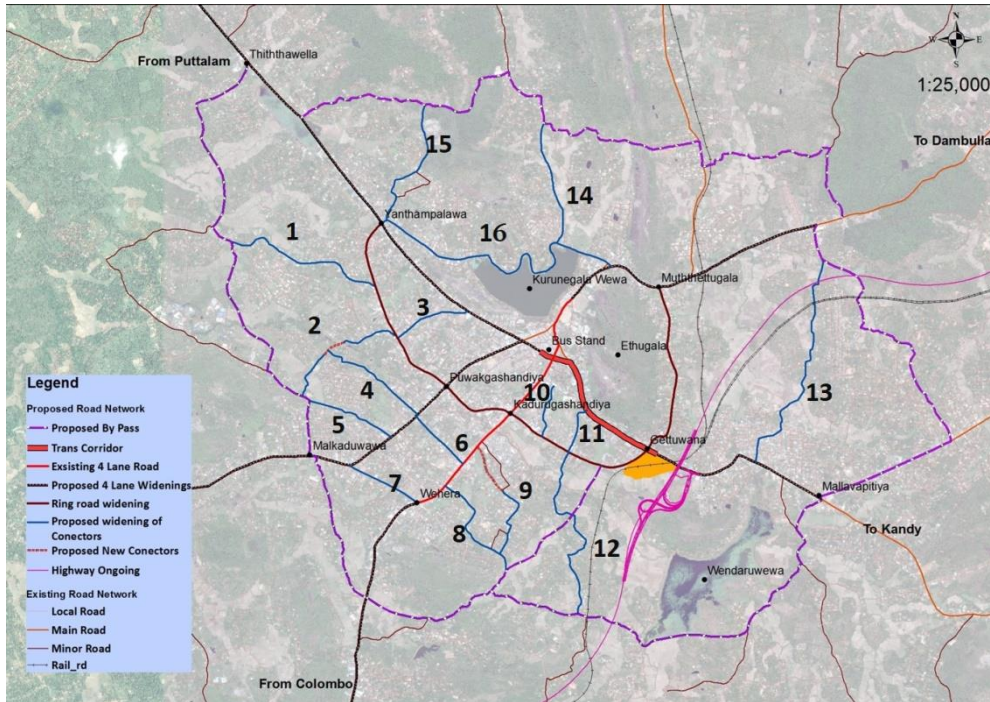 N
W E
S
1:25,000
From Puttalam
Thiththawella
To Dambulla
15
14
Yanthampalawa
1
16
Kurunegala Wewa
Muththettugala
3
2
Bus Stand
Ethugala
Puwakgashandiya
10
Kadurugashandiya
13
4
5
11
6
Gettuwana
Malkaduwawa
7
Wehera
9
Mallavapitiya
8
12
To Kandy
Wendaruwewa
From Colombo
Legend
Proposed Road Network
Proposed By Pass
Trans Corridor
Exsisting 4 Lane Road
Proposed 4 Lane Widenings
Ring road widening
Proposed widening of
Conectors
Proposed New Conectors
Highway Ongoing
Existing Road Network
Local Road
Main Road
Minor Road
Rail_rd